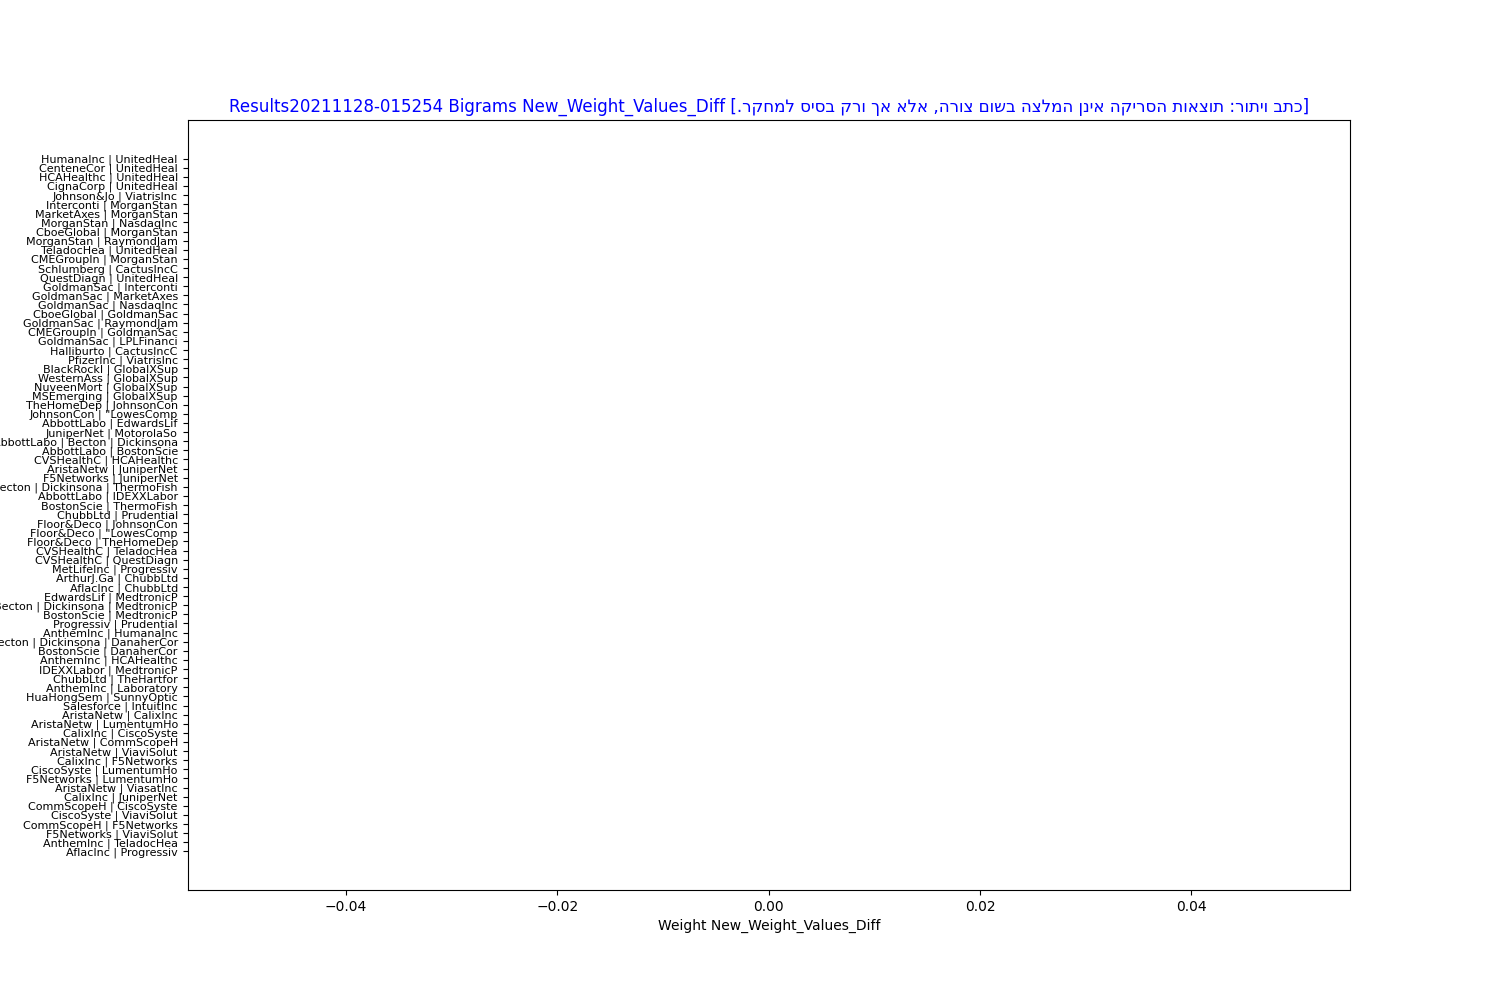 Results20211128-015254 Bigrams New_Weight_Values_Diff [כתב ויתור: תוצאות הסריקה אינן המלצה בשום צורה, אלא אך ורק בסיס למחקר.]
HumanaInc | UnitedHeal
CenteneCor | UnitedHeal
HCAHealthc | UnitedHeal
CignaCorp | UnitedHeal
Johnson&Jo | ViatrisInc
Interconti | MorganStan
MarketAxes | MorganStan
MorganStan | NasdaqInc
CboeGlobal | MorganStan
MorganStan | RaymondJam
TeladocHea | UnitedHeal
CMEGroupIn | MorganStan
Schlumberg | CactusIncC
QuestDiagn | UnitedHeal
GoldmanSac | Interconti
GoldmanSac | MarketAxes
GoldmanSac | NasdaqInc
CboeGlobal | GoldmanSac
GoldmanSac | RaymondJam
CMEGroupIn | GoldmanSac
GoldmanSac | LPLFinanci
Halliburto | CactusIncC
PfizerInc | ViatrisInc
BlackRockI | GlobalXSup
WesternAss | GlobalXSup
NuveenMort | GlobalXSup
MSEmerging | GlobalXSup
TheHomeDep | JohnsonCon
JohnsonCon | "LowesComp
AbbottLabo | EdwardsLif
JuniperNet | MotorolaSo
bbottLabo | Becton | Dickinsona
AbbottLabo | BostonScie
CVSHealthC | HCAHealthc
AristaNetw | JuniperNet
F5Networks | JuniperNet
ecton | Dickinsona | ThermoFish
AbbottLabo | IDEXXLabor
BostonScie | ThermoFish
ChubbLtd | Prudential
Floor&Deco | JohnsonCon
Floor&Deco | "LowesComp
Floor&Deco | TheHomeDep
CVSHealthC | TeladocHea
CVSHealthC | QuestDiagn
MetLifeInc | Progressiv
ArthurJ.Ga | ChubbLtd
AflacInc | ChubbLtd
EdwardsLif | MedtronicP
Becton | Dickinsona | MedtronicP
BostonScie | MedtronicP
Progressiv | Prudential
AnthemInc | HumanaInc
ecton | Dickinsona | DanaherCor
BostonScie | DanaherCor
AnthemInc | HCAHealthc
IDEXXLabor | MedtronicP
ChubbLtd | TheHartfor
AnthemInc | Laboratory
HuaHongSem | SunnyOptic
Salesforce | IntuitInc
AristaNetw | CalixInc
AristaNetw | LumentumHo
CalixInc | CiscoSyste
AristaNetw | CommScopeH
AristaNetw | ViaviSolut
CalixInc | F5Networks
CiscoSyste | LumentumHo
F5Networks | LumentumHo
AristaNetw | ViasatInc
CalixInc | JuniperNet
CommScopeH | CiscoSyste
CiscoSyste | ViaviSolut
CommScopeH | F5Networks
F5Networks | ViaviSolut
AnthemInc | TeladocHea
AflacInc | Progressiv
−0.04 −0.02 0.00 0.02 0.04
Weight New_Weight_Values_Diff